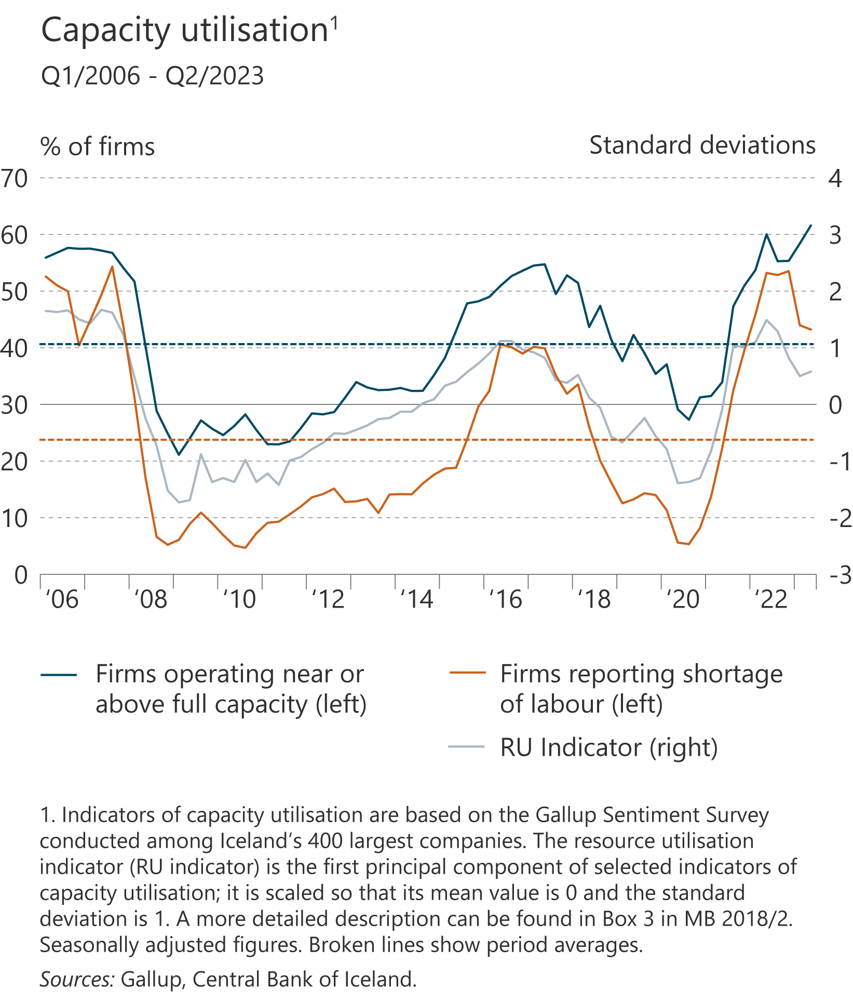 Capacity utilisation¹
Q1/2006 - Q2/2023
% of firms
Standard deviations
70
4
60
3
50
2
40
1
30
0
20
-1
10
-2
0
-3
‘06
‘08
‘10
‘12
‘14
‘16
‘18
‘20
‘22
Firms operating near or
above full capacity (left)
Firms reporting shortage
of labour (left)
RU Indicator (right)
1. Indicators of capacity utilisation are based on the Gallup Sentiment Survey
conducted among Iceland’s 400 largest companies. The resource utilisation
indicator (RU indicator) is the first principal component of selected indicators of
capacity utilisation; it is scaled so that its mean value is 0 and the standard
deviation is 1. A more detailed description can be found in Box 3 in MB 2018/2.
Seasonally adjusted figures. Broken lines show period averages.
Sources: Gallup, Central Bank of Iceland.